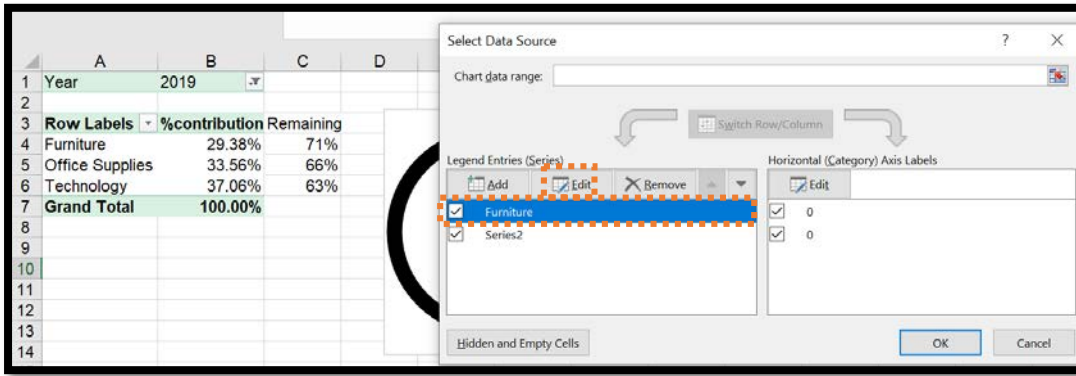 A B C D
1 Year 2019
2
3 Row Labels %contribution Remaining
4 Furniture 29.38% 71%
5 Office Supplies 33.56% 66%
6 Technology 37.06% 63%
7 Grand Total 100.00%
8
9
10
11
12
13
14
Select Data Source ? ×
Chart data range:
Switch Row/Column
Legend Entries (Series)
Add Edit Remove
Furniture
Series2
Horizontal (Category) Axis Labels
Edit
0
0
Hidden and Empty Cells
OK Cancel